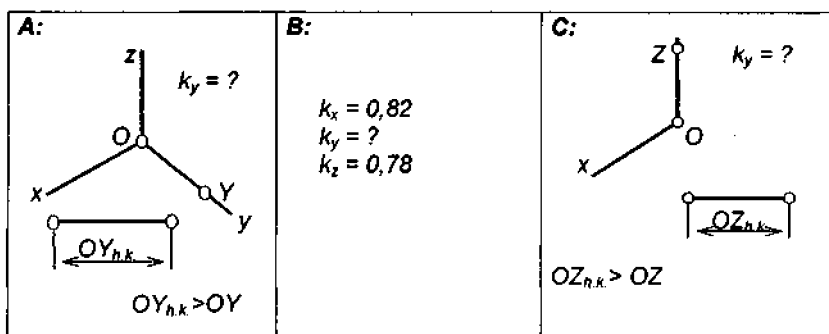 A:
z
k_y = ?
O
x
Y
y
OY_h.k.
OY_h.k.>OY
B:
k_x = 0,82
k_y = ?
k_z = 0,78
C:
Z
k_y = ?
O
x
OZ_h.k.
OZ_h.k.> OZ